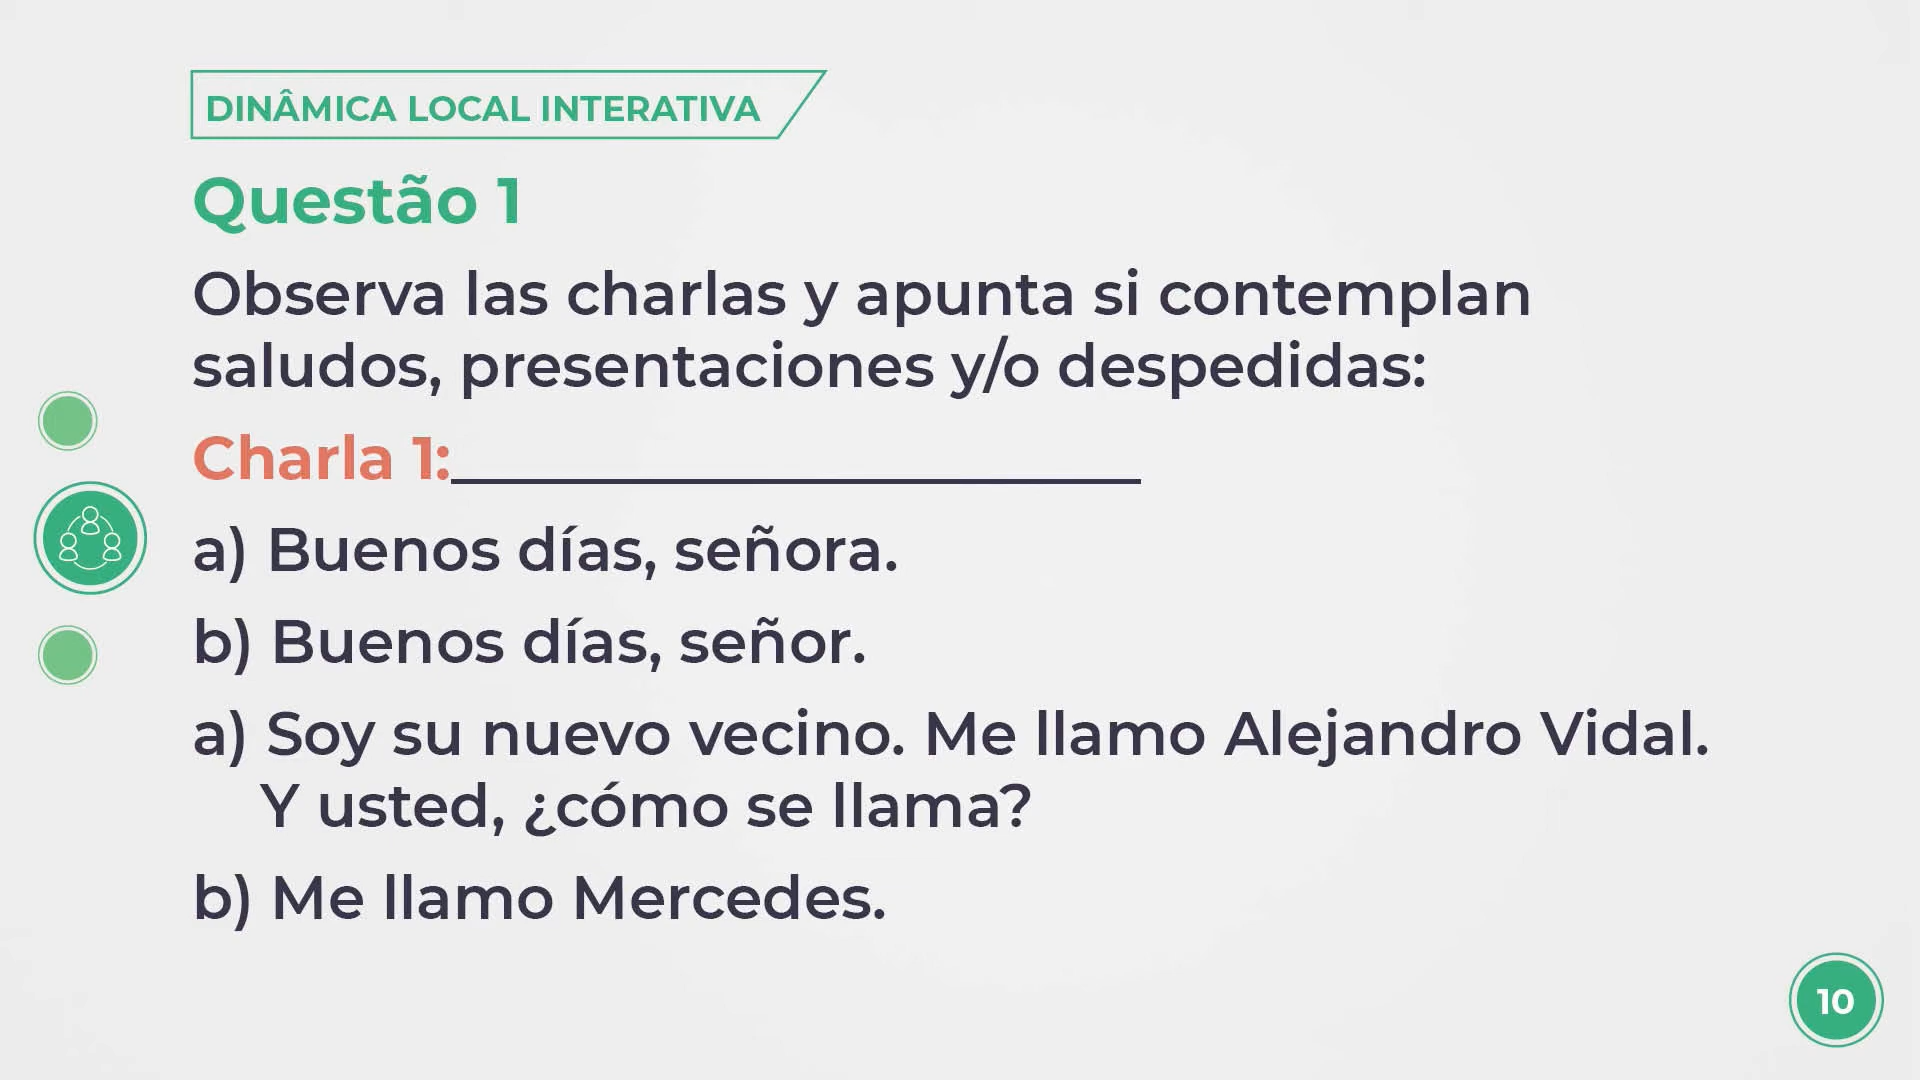 DINÂMICA LOCAL INTERATIVA
Questão 1
Observa las charlas y apunta si contemplan
saludos, presentaciones y/o despedidas:
Charla 1:____________________
a) Buenos días, señora.
b) Buenos días, señor.
a) Soy su nuevo vecino. Me llamo Alejandro Vidal.
Y usted, ¿cómo se llama?
b) Me llamo Mercedes.
10